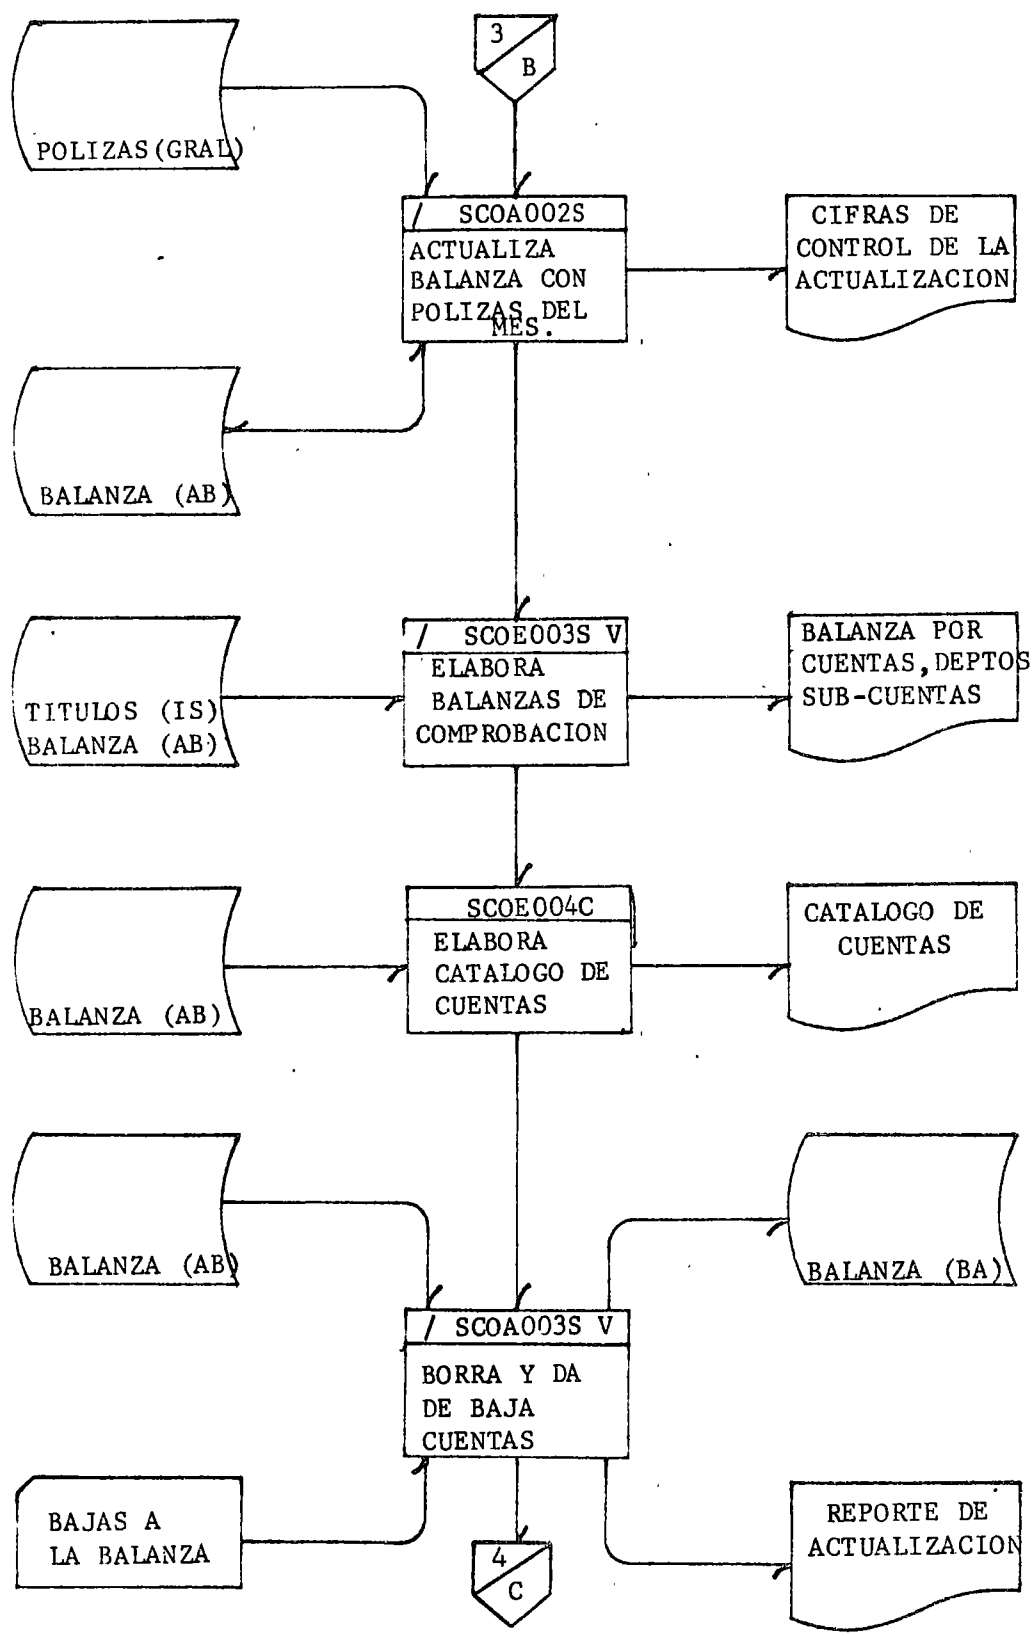 3
B
POLIZAS(GRAL)
/ SCOA002S
ACTUALIZA
BALANZA CON
POLIZAS DEL
MES.
CIFRAS DE
CONTROL DE LA
ACTUALIZACION
BALANZA (AB)
TITULOS (IS)
BALANZA (AB)
/ SCOE003S V
ELABORA
BALANZAS DE
COMPROBACION
BALANZA POR
CUENTAS,DEPTOS
SUB-CUENTAS
BALANZA (AB)
SCOE004C
ELABORA
CATALOGO DE
CUENTAS
CATALOGO DE
CUENTAS
BALANZA (AB)
BALANZA (BA)
/ SCOA003S V
BORRA Y DA
DE BAJA
CUENTAS
BAJAS A
LA BALANZA
4
C
REPORTE DE
ACTUALIZACION